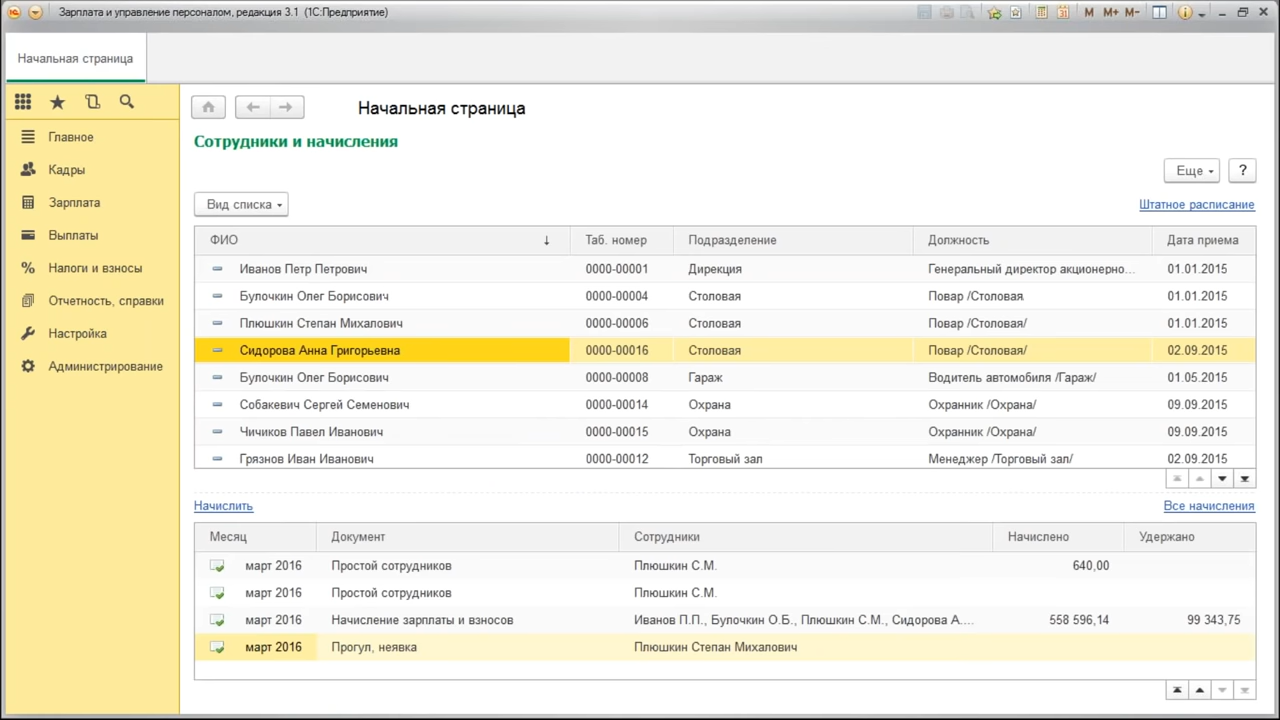 Зарплата и управление персоналом, редакция 3.1 (1С:Предприятие)
M M+ M-
Начальная страница
Начальная страница
Главное
Кадры
Зарплата
Выплаты
Налоги и взносы
Отчетность, справки
Настройка
Администрирование
Сотрудники и начисления
Еще ?
Вид списка Штатное расписание
ФИО ↓ Таб. номер Подразделение Должность Дата приема
Иванов Петр Петрович 0000-00001 Дирекция Генеральный директор акционерно... 01.01.2015
Булочкин Олег Борисович 0000-00004 Столовая Повар /Столовая 01.01.2015
Плюшкин Степан Михалович 0000-00006 Столовая Повар /Столовая/ 01.01.2015
Сидорова Анна Григорьевна 0000-00016 Столовая Повар /Столовая/ 02.09.2015
Булочкин Олег Борисович 0000-00008 Гараж Водитель автомобиля /Гараж/ 01.05.2015
Собакевич Сергей Семенович 0000-00014 Охрана Охранник /Охрана/ 09.09.2015
Чичиков Павел Иванович 0000-00015 Охрана Охранник /Охрана/ 09.09.2015
Грязнов Иван Иванович 0000-00012 Торговый зал Менеджер /Торговый зал/ 02.09.2015
Начислить Все начисления
Месяц Документ Сотрудники Начислено Удержано
март 2016 Простой сотрудников Плюшкин С.М. 640,00
март 2016 Простой сотрудников Плюшкин С.М.
март 2016 Начисление зарплаты и взносов Иванов П.П., Булочкин О.Б., Плюшкин С.М., Сидорова А.... 558 596,14 99 343,75
март 2016 Прогул, неявка Плюшкин Степан Михалович